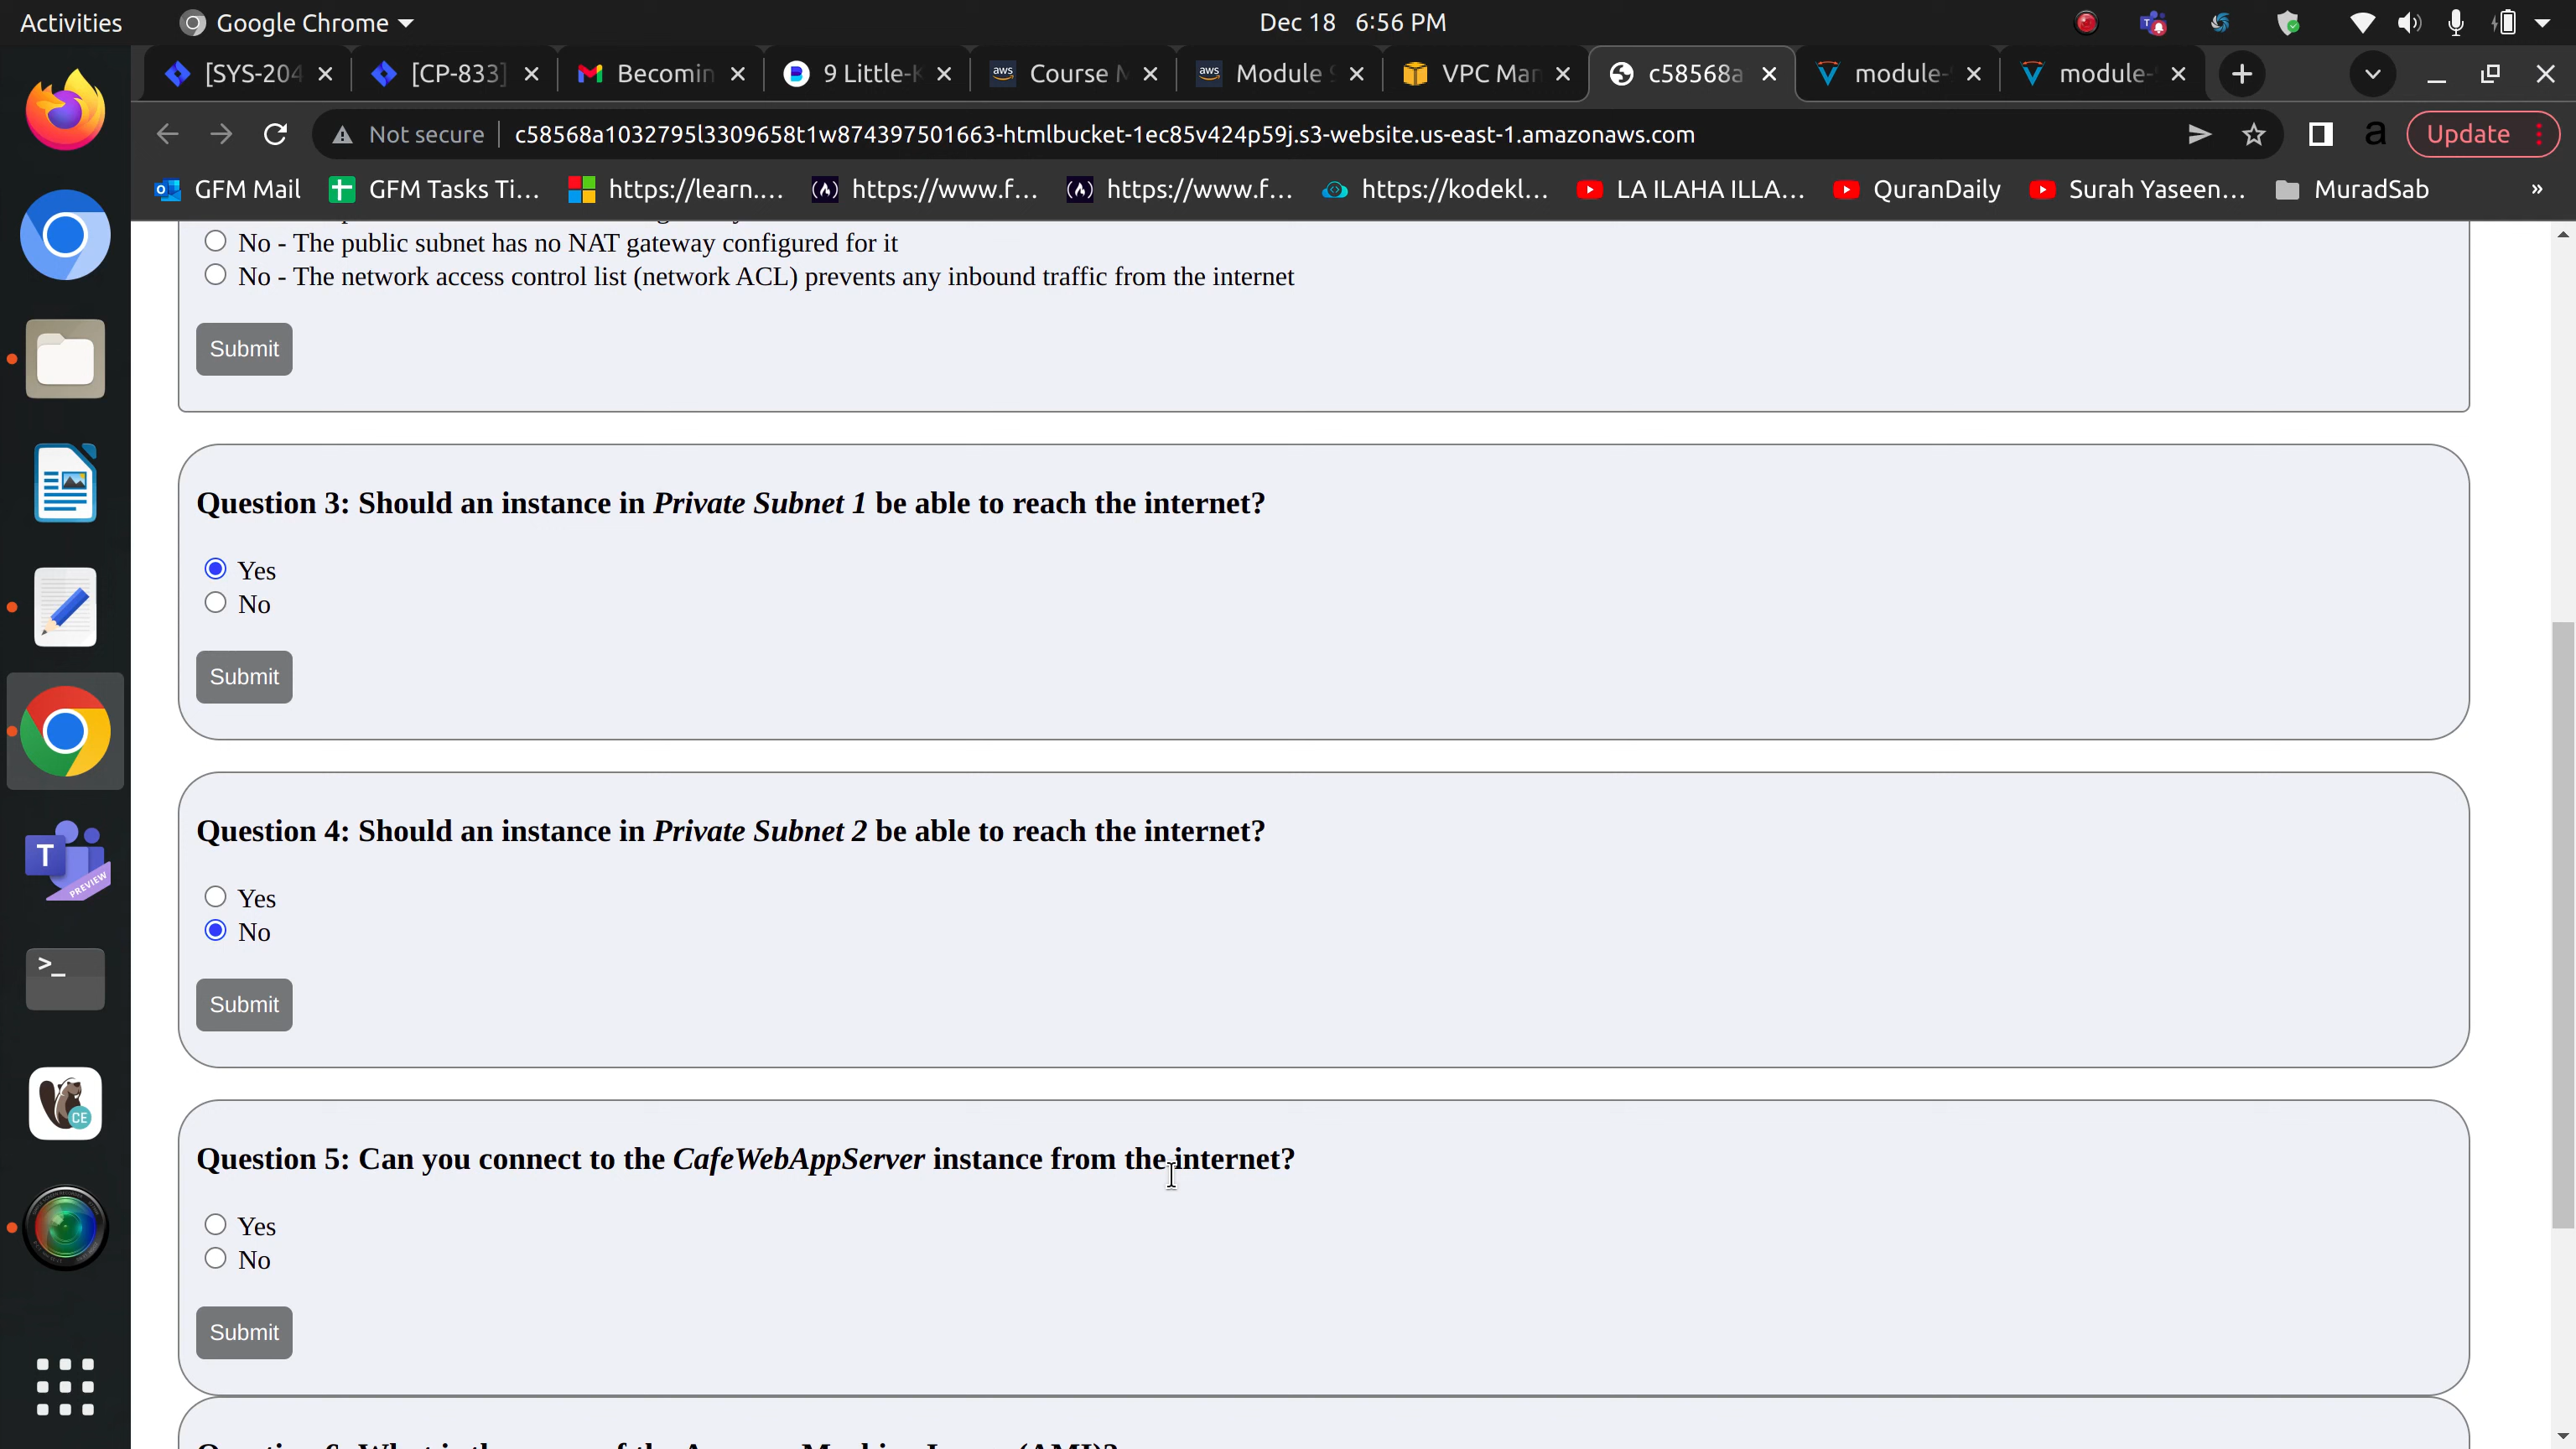 Activities
Google Chrome
Dec 18 6:56 PM
[SYS-204
[CP-833]
Becomin
9 Little-K
aws
Course M
aws
Module
VPC Man
c58568a
module-
module-
Not secure
c58568a1032795l3309658t1w874397501663-htmlbucket-1ec85v424p59j.s3-website.us-east-1.amazonaws.com
a
Update
GFM Mail
GFM Tasks Ti...
https://learn....
https://www.f...
https://www.f...
https://kodekl...
LA ILAHA ILLA...
QuranDaily
Surah Yaseen...
MuradSab
»
No - The public subnet has no NAT gateway configured for it
No - The network access control list (network ACL) prevents any inbound traffic from the internet
Submit
Question 3: Should an instance in Private Subnet 1 be able to reach the internet?
Yes
No
Submit
Question 4: Should an instance in Private Subnet 2 be able to reach the internet?
Yes
No
Submit
Question 5: Can you connect to the CafeWebAppServer instance from the internet?
Yes
No
Submit
T
PREVIEW
>_
CE